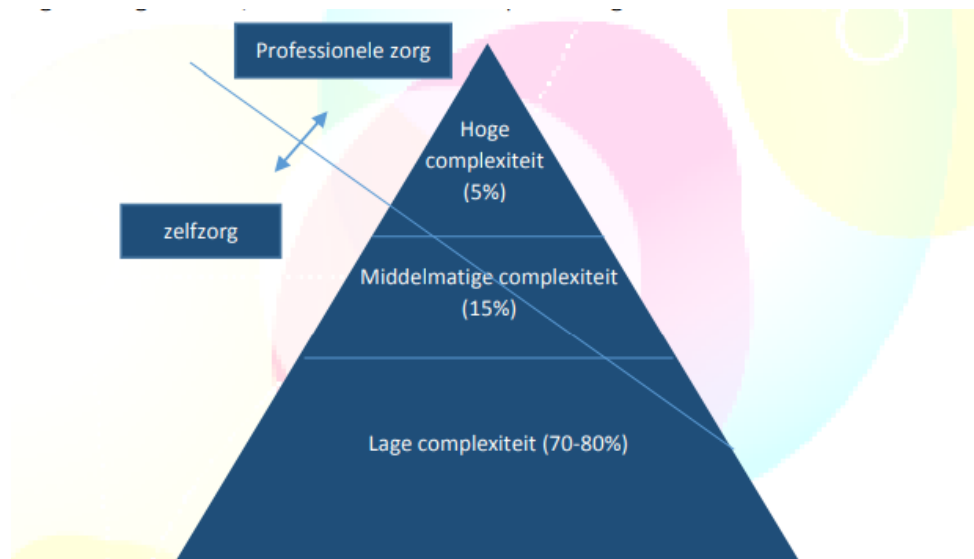 Professionele zorg
Hoge
complexiteit
(5%)
zelfzorg
Middelmatige complexiteit
(15%)
Lage complexiteit (70-80%)